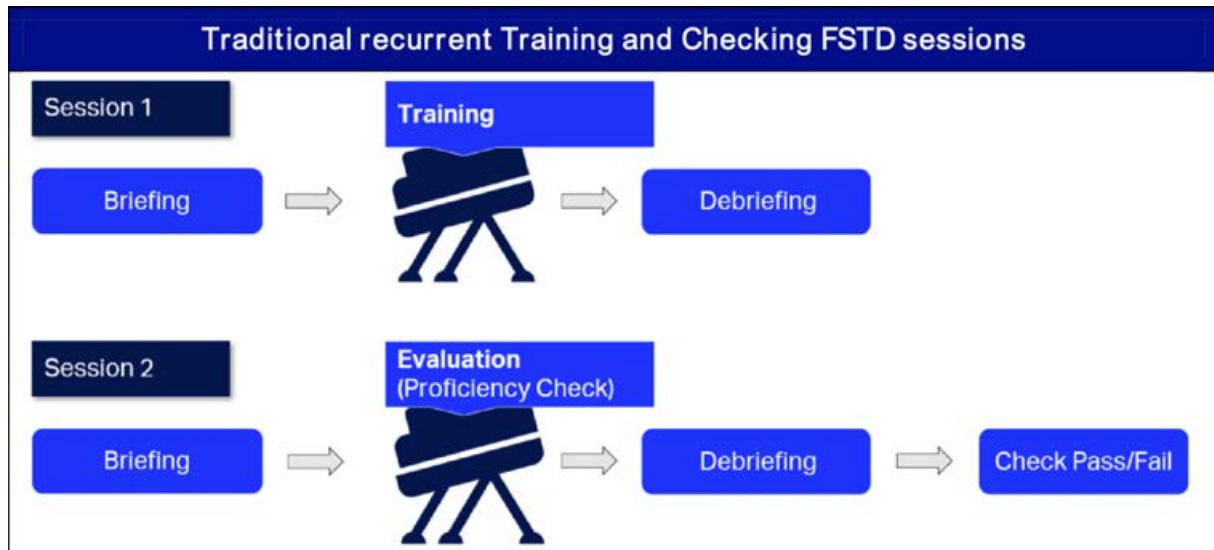 Traditional recurrent Training and Checking FSTD sessions
Session 1
Training
Briefing
Debriefing
Session 2
Evaluation
(Proficiency Check)
Briefing
Debriefing
Check Pass/Fail